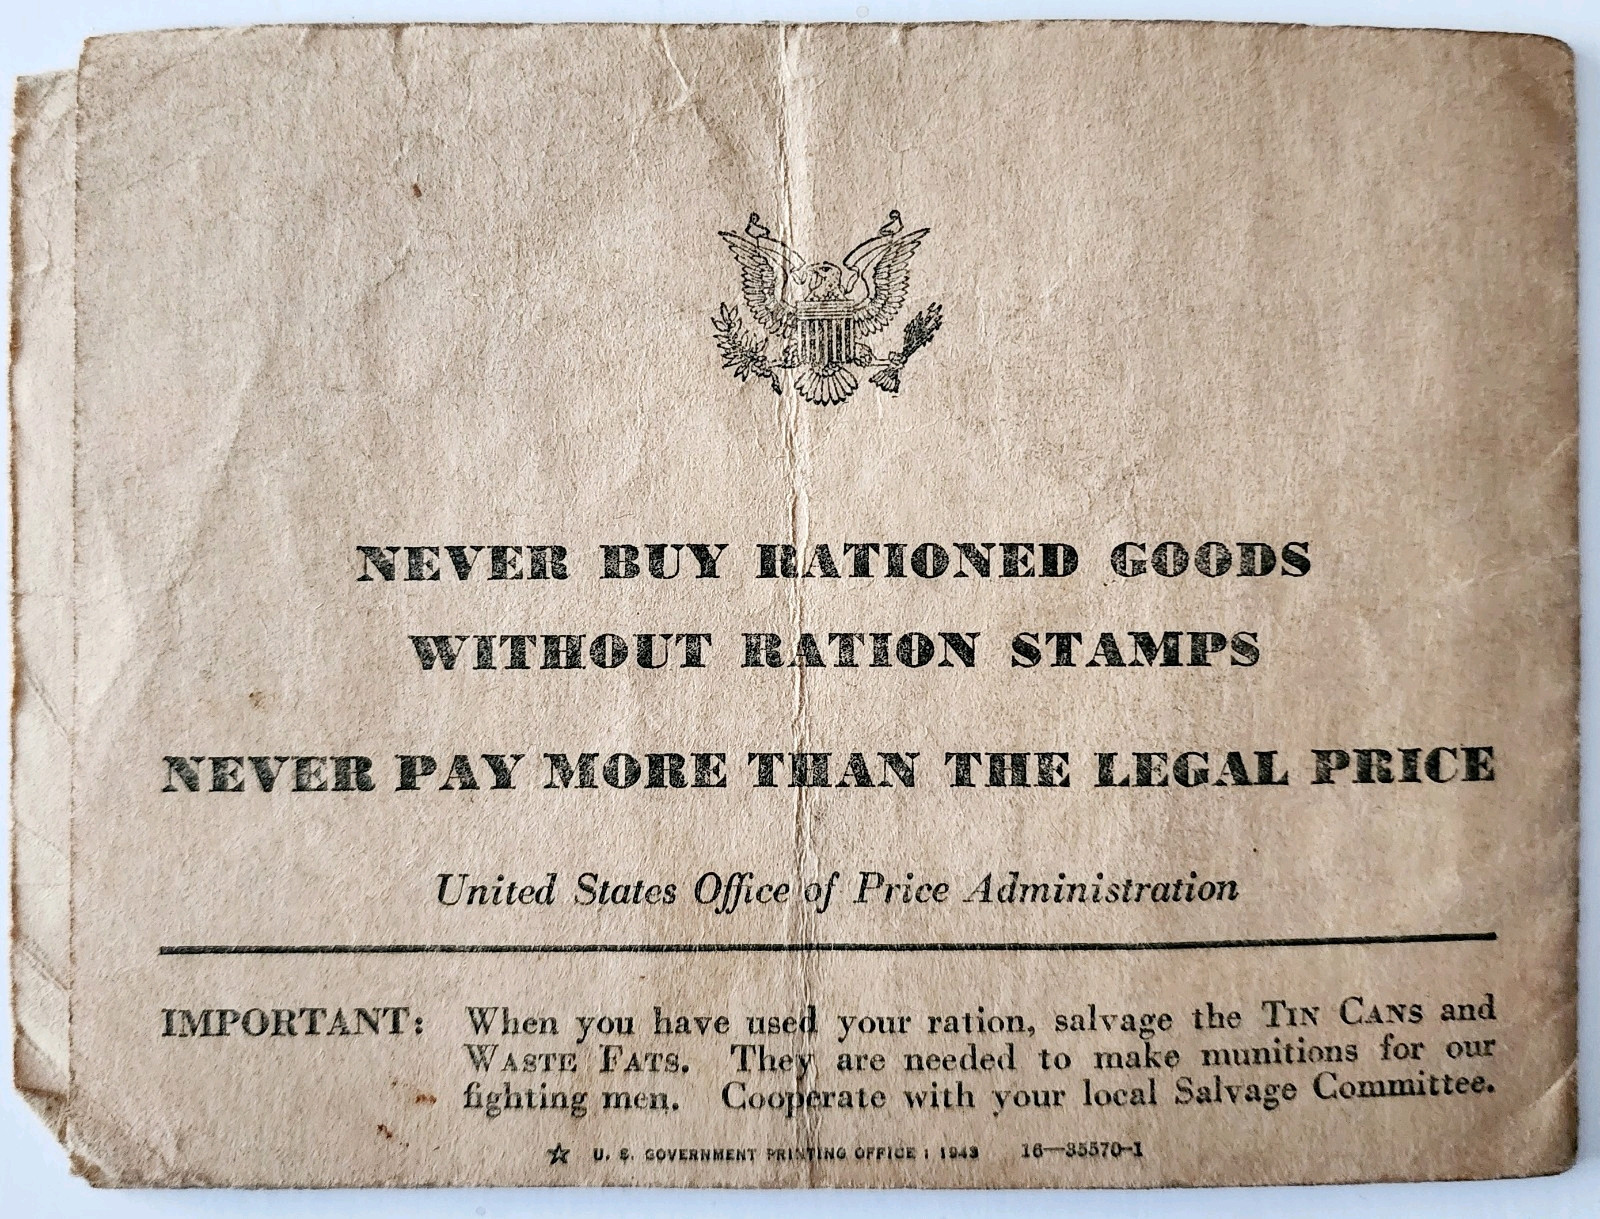 NEVER BUY RATIONED GOODS
WITHOUT RATION STAMPS
NEVER PAY MORE THAN THE LEGAL PRICE
United States Office of Price Administration
IMPORTANT: When you have used your ration, salvage the TIN CANS and
WASTE FATS. They are needed to make munitions for our
fighting men. Cooperate with your local Salvage Committee.
☆ U. S. GOVERNMENT PRINTING OFFICE : 1943 16—35570-1